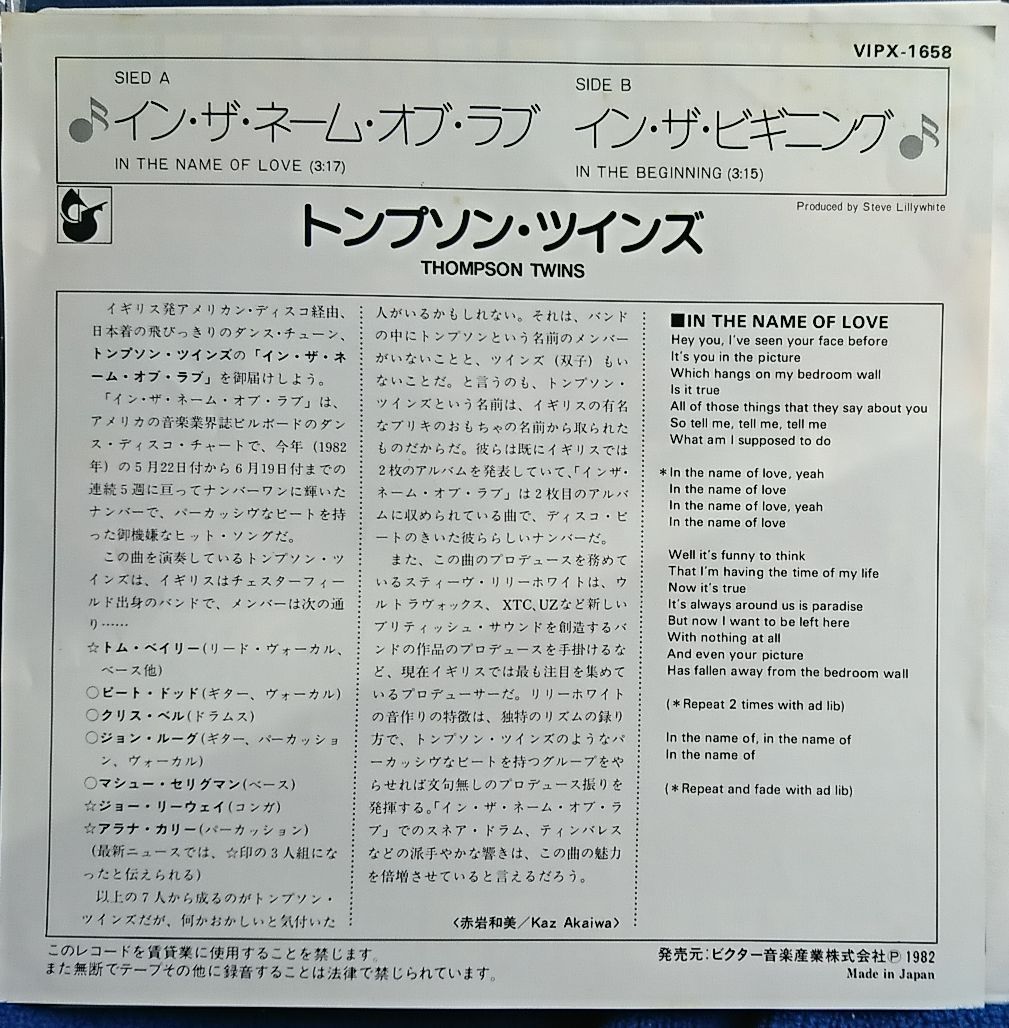 VIPX-1658
SIED A
イン・ザ・ネーム・オブ・ラブ
IN THE NAME OF LOVE (3:17)
SIDE B
イン・ザ・ビギニング
IN THE BEGINNING (3:15)
Produced by Steve Lillywhite
トンプソン・ツインズ
THOMPSON TWINS
イギリス発アメリカン・ディスコ経由、
日本着の飛びっきりのダンス・チューン、
トンプソン・ツインズの「イン・ザ・ネ
ーム・オブ・ラブ」を御届けしよう。
「イン・ザ・ネーム・オブ・ラブ」は、
アメリカの音楽業界誌ビルボードのダン
ス・ディスコ・チャートで、今年(1982
年)の5月22日付から6月19日付までの
連続5週に亘ってナンバーワンに輝いた
ナンバーで、パーカッシヴなビートを持
った御機嫌なヒット・ソングだ。
この曲を演奏しているトンプソン・ツ
インズは、イギリスはチェスターフィー
ルド出身のバンドで、メンバーは次の通
り……
☆トム・ベイリー(リード・ヴォーカル、
ベース他)
○ピート・ドッド(ギター、ヴォーカル)
○クリス・ベル(ドラムス)
○ジョン・ルーグ(ギター、パーカッショ
ン、ヴォーカル)
○マシュー・セリグマン(ベース)
☆ジョー・リーウェイ(コンガ)
☆アラナ・カリー(パーカッション)
(最新ニュースでは、☆印の3人組にな
ったと伝えられる)
以上の7人から成るのがトンプソン・
ツインズだが、何かおかしいと気付いた
人がいるかもしれない。それは、バンド
の中にトンプソンという名前のメンバー
がいないことと、ツインズ(双子)もい
ないことだ。と言うのも、トンプソン・
ツインズという名前は、イギリスの有名
なブリキのおもちゃの名前から取られた
ものだからだ。彼らは既にイギリスでは
2枚のアルバムを発表していて、「インザ・
ネーム・オブ・ラブ」は2枚目のアルバ
ムに収められている曲で、ディスコ・ビ
ートのきいた彼ららしいナンバーだ。
また、この曲のプロデュースを務めて
いるスティーヴ・リリーホワイトは、ウ
ルトラヴォックス、XTC、UZなど新しい
ブリティッシュ・サウンドを創造するバ
ンドの作品のプロデュースを手掛けるな
ど、現在イギリスでは最も注目を集めて
いるプロデューサーだ。リリーホワイト
の音作りの特徴は、独特のリズムの録り
方で、トンプソン・ツインズのようなパ
ーカッシヴなビートを持つグループをや
らせれば文句無しのプロデュース振りを
発揮する。「イン・ザ・ネーム・オブ・ラ
ブ」でのスネア・ドラム、ティンバレス
などの派手やかな響きは、この曲の魅力
を倍増させていると言えるだろう。
〈赤岩和美／Kaz Akaiwa〉
■IN THE NAME OF LOVE
Hey you, I've seen your face before
It's you in the picture
Which hangs on my bedroom wall
Is it true
All of those things that they say about you
So tell me, tell me, tell me
What am I supposed to do
*In the name of love, yeah
In the name of love
In the name of love, yeah
In the name of love
Well it's funny to think
That I'm having the time of my life
Now it's true
It's always around us is paradise
But now I want to be left here
With nothing at all
And even your picture
Has fallen away from the bedroom wall
(*Repeat 2 times with ad lib)
In the name of, in the name of
In the name of
(*Repeat and fade with ad lib)
このレコードを賃貸業に使用することを禁じます。
また無断でテープその他に録音することは法律で禁じられています。
発売元：ビクター音楽産業株式会社Ⓟ1982
Made in Japan